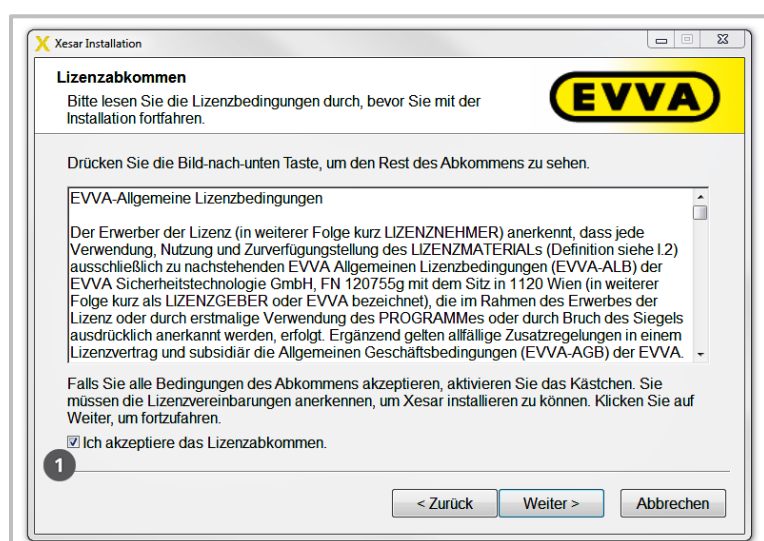 Xesar Installation
Lizenzabkommen
Bitte lesen Sie die Lizenzbedingungen durch, bevor Sie mit der
Installation fortfahren.
EVVA
Drücken Sie die Bild-nach-unten Taste, um den Rest des Abkommens zu sehen.
EVVA-Allgemeine Lizenzbedingungen
Der Erwerber der Lizenz (in weiterer Folge kurz LIZENZNEHMER) anerkennt, dass jede
Verwendung, Nutzung und Zurverfügungstellung des LIZENZMATERIALs (Definition siehe I.2)
ausschließlich zu nachstehenden EVVA Allgemeinen Lizenzbedingungen (EVVA-ALB) der
EVVA Sicherheitstechnologie GmbH, FN 120755g mit dem Sitz in 1120 Wien (in weiterer
Folge kurz als LIZENZGEBER oder EVVA bezeichnet), die im Rahmen des Erwerbes der
Lizenz oder durch erstmalige Verwendung des PROGRAMMes oder durch Bruch des Siegels
ausdrücklich anerkannt werden, erfolgt. Ergänzend gelten allfällige Zusatzregelungen in einem
Lizenzvertrag und subsidiär die Allgemeinen Geschäftsbedingungen (EVVA-AGB) der EVVA.
Falls Sie alle Bedingungen des Abkommens akzeptieren, aktivieren Sie das Kästchen. Sie
müssen die Lizenzvereinbarungen anerkennen, um Xesar installieren zu können. Klicken Sie auf
Weiter, um fortzufahren.
Ich akzeptiere das Lizenzabkommen.
1
< Zurück
Weiter >
Abbrechen